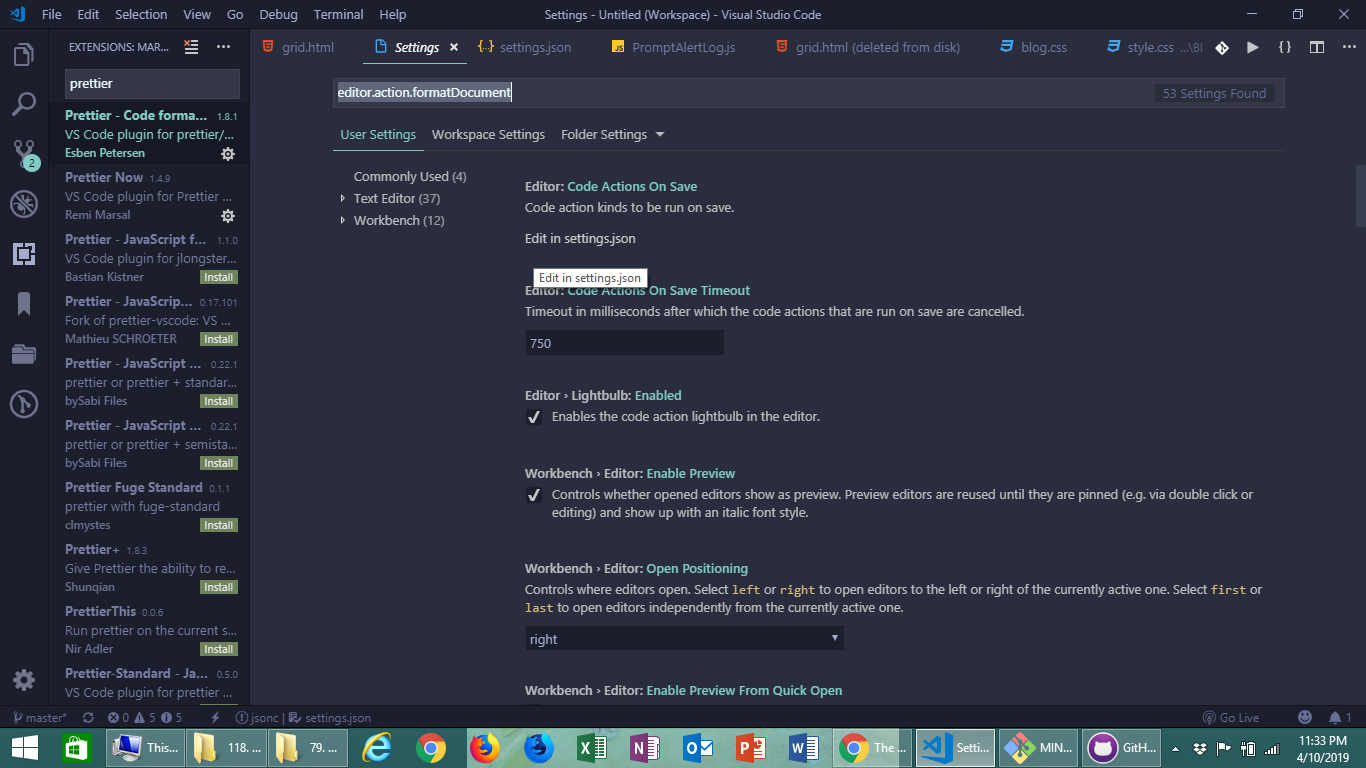 File Edit Selection View Go Debug Terminal Help
Settings - Untitled (Workspace) - Visual Studio Code
EXTENSIONS: MAR...
grid.html
Settings
settings.json
PromptAlertLog.js
grid.html (deleted from disk)
blog.css
style.css ...\Bl
prettier
editor.action.formatDocument
53 Settings Found
User Settings Workspace Settings Folder Settings
Prettier - Code forma... 1.8.1
VS Code plugin for prettier/...
Esben Petersen
2
Prettier Now 1.4.9
VS Code plugin for Prettier ...
Remi Marsal
Prettier - JavaScript f... 1.1.0
VS Code plugin for jlongster...
Bastian Kistner Install
Prettier - JavaScrip... 0.17.101
Fork of prettier-vscode: VS ...
Mathieu SCHROETER Install
Prettier - JavaScript ... 0.22.1
prettier or prettier + standar...
bySabi Files Install
Prettier - JavaScript ... 0.22.1
prettier or prettier + semista...
bySabi Files Install
Prettier Fuge Standard 0.1.1
prettier with fuge-standard
clmystes Install
Prettier+ 1.8.3
Give Prettier the ability to re...
Shunqian Install
PrettierThis 0.0.6
Run prettier on the current s...
Nir Adler Install
Prettier-Standard - Ja... 0.5.0
VS Code plugin for prettier ...
Commonly Used (4)
Text Editor (37)
Workbench (12)
Editor: Code Actions On Save
Code action kinds to be run on save.
Edit in settings.json
Edit in settings.json
Editor: Code Actions On Save Timeout
Timeout in milliseconds after which the code actions that are run on save are cancelled.
750
Editor › Lightbulb: Enabled
Enables the code action lightbulb in the editor.
Workbench › Editor: Enable Preview
Controls whether opened editors show as preview. Preview editors are reused until they are pinned (e.g. via double click or
editing) and show up with an italic font style.
Workbench › Editor: Open Positioning
Controls where editors open. Select left or right to open editors to the left or right of the currently active one. Select first or
last to open editors independently from the currently active one.
right
Workbench › Editor: Enable Preview From Quick Open
master* 0 5 5 jsonc | settings.json
Go Live 1
This... 118. ... 79. ... The ... Setti... MIN... GitH...
11:33 PM
4/10/2019